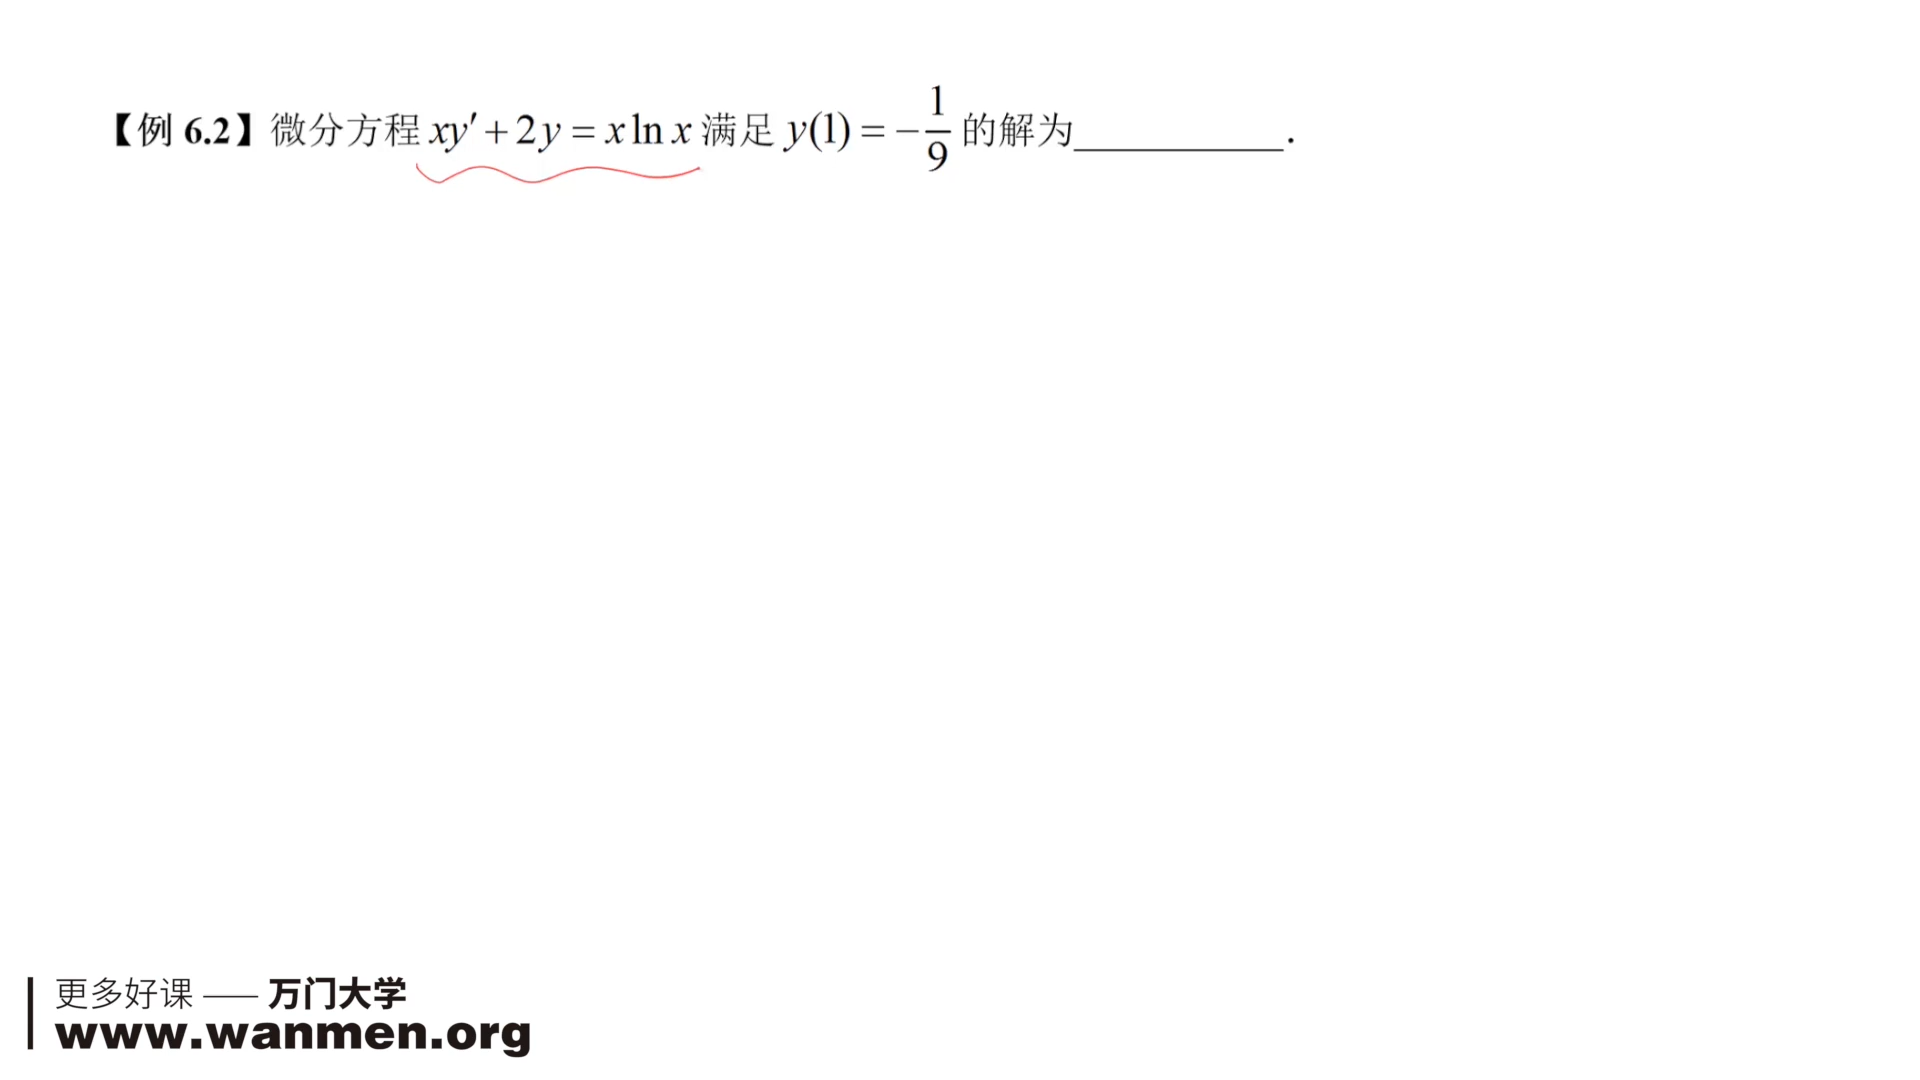 【例 6.2】微分方程 xy′ + 2y = x ln x 满足 y(1) = −1/9 的解为__________.
更多好课 —— 万门大学
www.wanmen.org